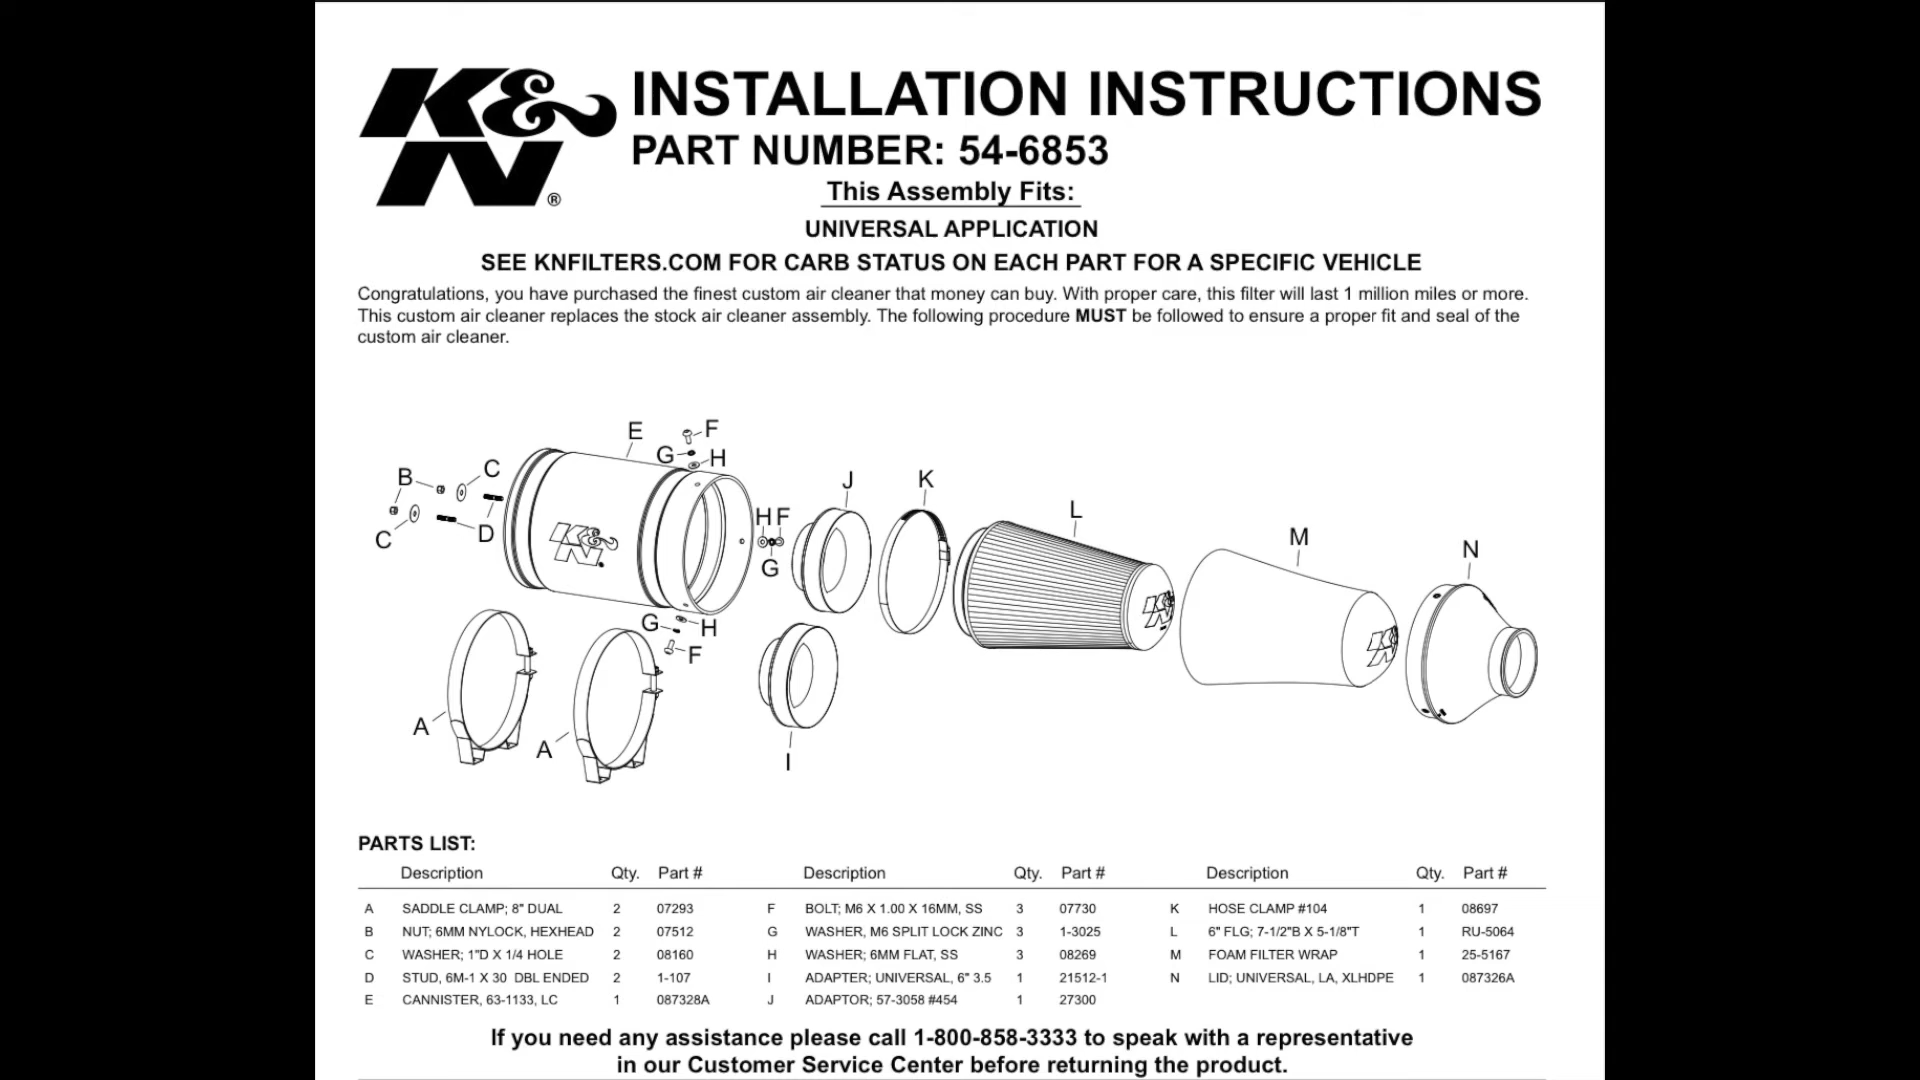 K&N®
INSTALLATION INSTRUCTIONS
PART NUMBER: 54-6853
This Assembly Fits:
UNIVERSAL APPLICATION
SEE KNFILTERS.COM FOR CARB STATUS ON EACH PART FOR A SPECIFIC VEHICLE
Congratulations, you have purchased the finest custom air cleaner that money can buy. With proper care, this filter will last 1 million miles or more.
This custom air cleaner replaces the stock air cleaner assembly. The following procedure MUST be followed to ensure a proper fit and seal of the
custom air cleaner.
E
F
G
H
B
C
C
D
K&N
H F
G
J
K
L
K&N
M
K&N
N
G
H
F
A
A
I
PARTS LIST:
Description Qty. Part # Description Qty. Part # Description Qty. Part #
A SADDLE CLAMP; 8" DUAL 2 07293 F BOLT; M6 X 1.00 X 16MM, SS 3 07730 K HOSE CLAMP #104 1 08697
B NUT; 6MM NYLOCK, HEXHEAD 2 07512 G WASHER, M6 SPLIT LOCK ZINC 3 1-3025 L 6" FLG; 7-1/2"B X 5-1/8"T 1 RU-5064
C WASHER; 1"D X 1/4 HOLE 2 08160 H WASHER; 6MM FLAT, SS 3 08269 M FOAM FILTER WRAP 1 25-5167
D STUD, 6M-1 X 30 DBL ENDED 2 1-107 I ADAPTER; UNIVERSAL, 6" 3.5 1 21512-1 N LID; UNIVERSAL, LA, XLHDPE 1 087326A
E CANNISTER, 63-1133, LC 1 087328A J ADAPTOR; 57-3058 #454 1 27300
If you need any assistance please call 1-800-858-3333 to speak with a representative
in our Customer Service Center before returning the product.